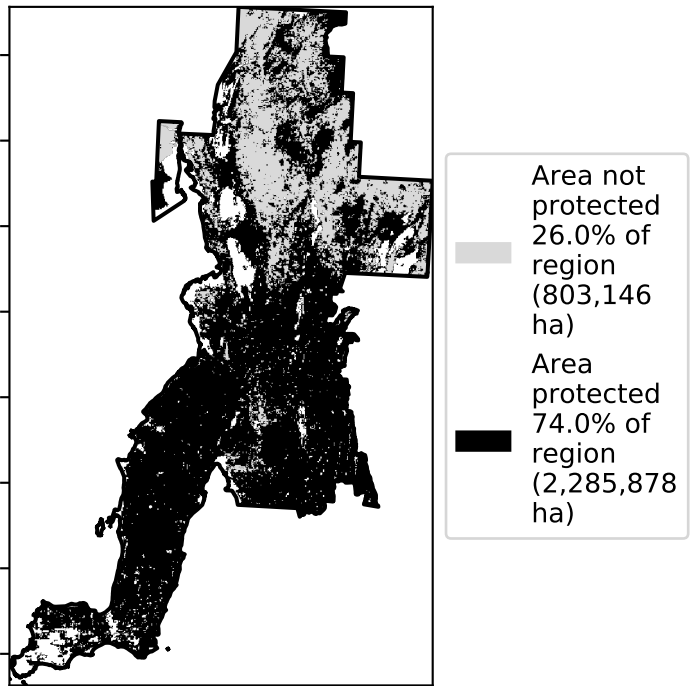 Area not
protected
26.0% of
region
(803,146
ha)
Area
protected
74.0% of
region
(2,285,878
ha)